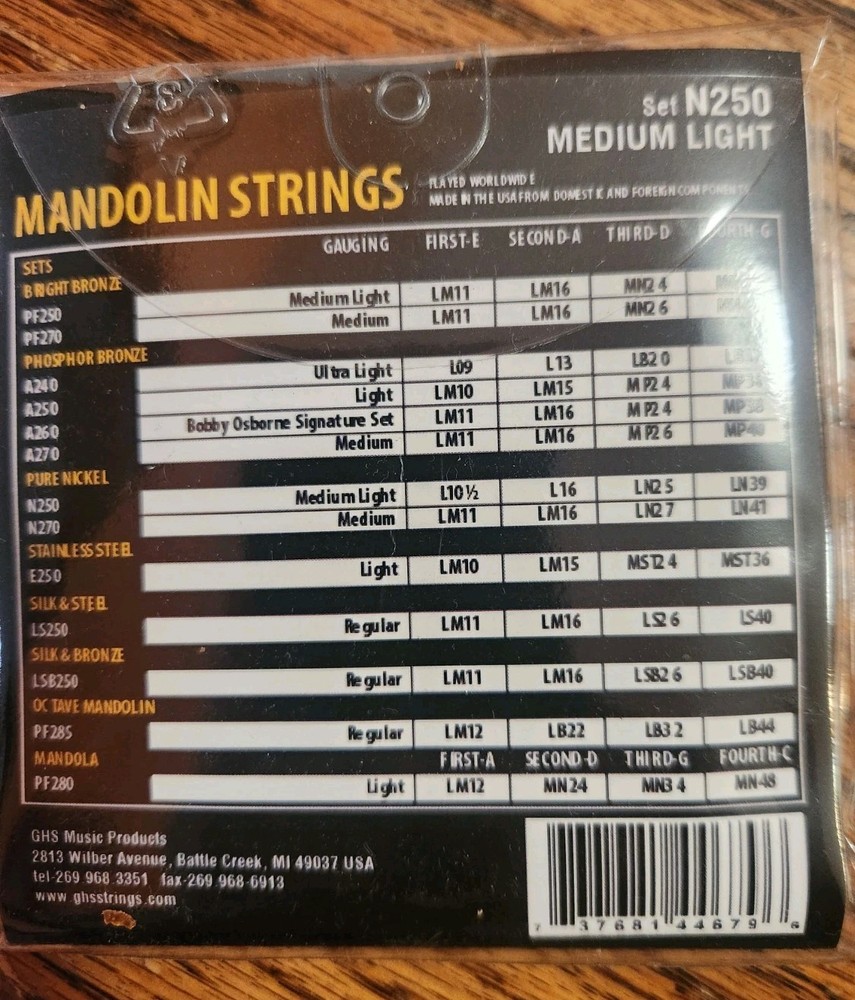 Set N250
MEDIUM LIGHT
MANDOLIN STRINGS
PLAYED WORLDWIDE
MADE IN THE USA FROM DOMESTIC AND FOREIGN COMPONENTS
GAUGING FIRST-E SECOND-A THIRD-D FOURTH-G
SETS
BRIGHT BRONZE
PF250 Medium Light LM11 LM16 MN24
PF270 Medium LM11 LM16 MN26
PHOSPHOR BRONZE
A240 Ultra Light L09 L13 LB20
A250 Light LM10 LM15 MP24 MP34
A260 Bobby Osborne Signature Set LM11 LM16 MP24 MP38
A270 Medium LM11 LM16 MP26 MP40
PURE NICKEL
N250 Medium Light L10½ L16 LN25 LN39
N270 Medium LM11 LM16 LN27 LN41
STAINLESS STEEL
E250 Light LM10 LM15 MST24 MST36
SILK & STEEL
LS250 Regular LM11 LM16 LS26 LS40
SILK & BRONZE
LSB250 Regular LM11 LM16 LSB26 LSB40
OCTAVE MANDOLIN
PF285 Regular LM12 LB22 LB32 LB44
MANDOLA FIRST-A SECOND-D THIRD-G FOURTH-C
PF280 Light LM12 MN24 MN34 MN48
GHS Music Products
2813 Wilber Avenue, Battle Creek, MI 49037 USA
tel-269 968 3351 fax-269 968-6913
www.ghsstrings.com
7 37681 44679 6